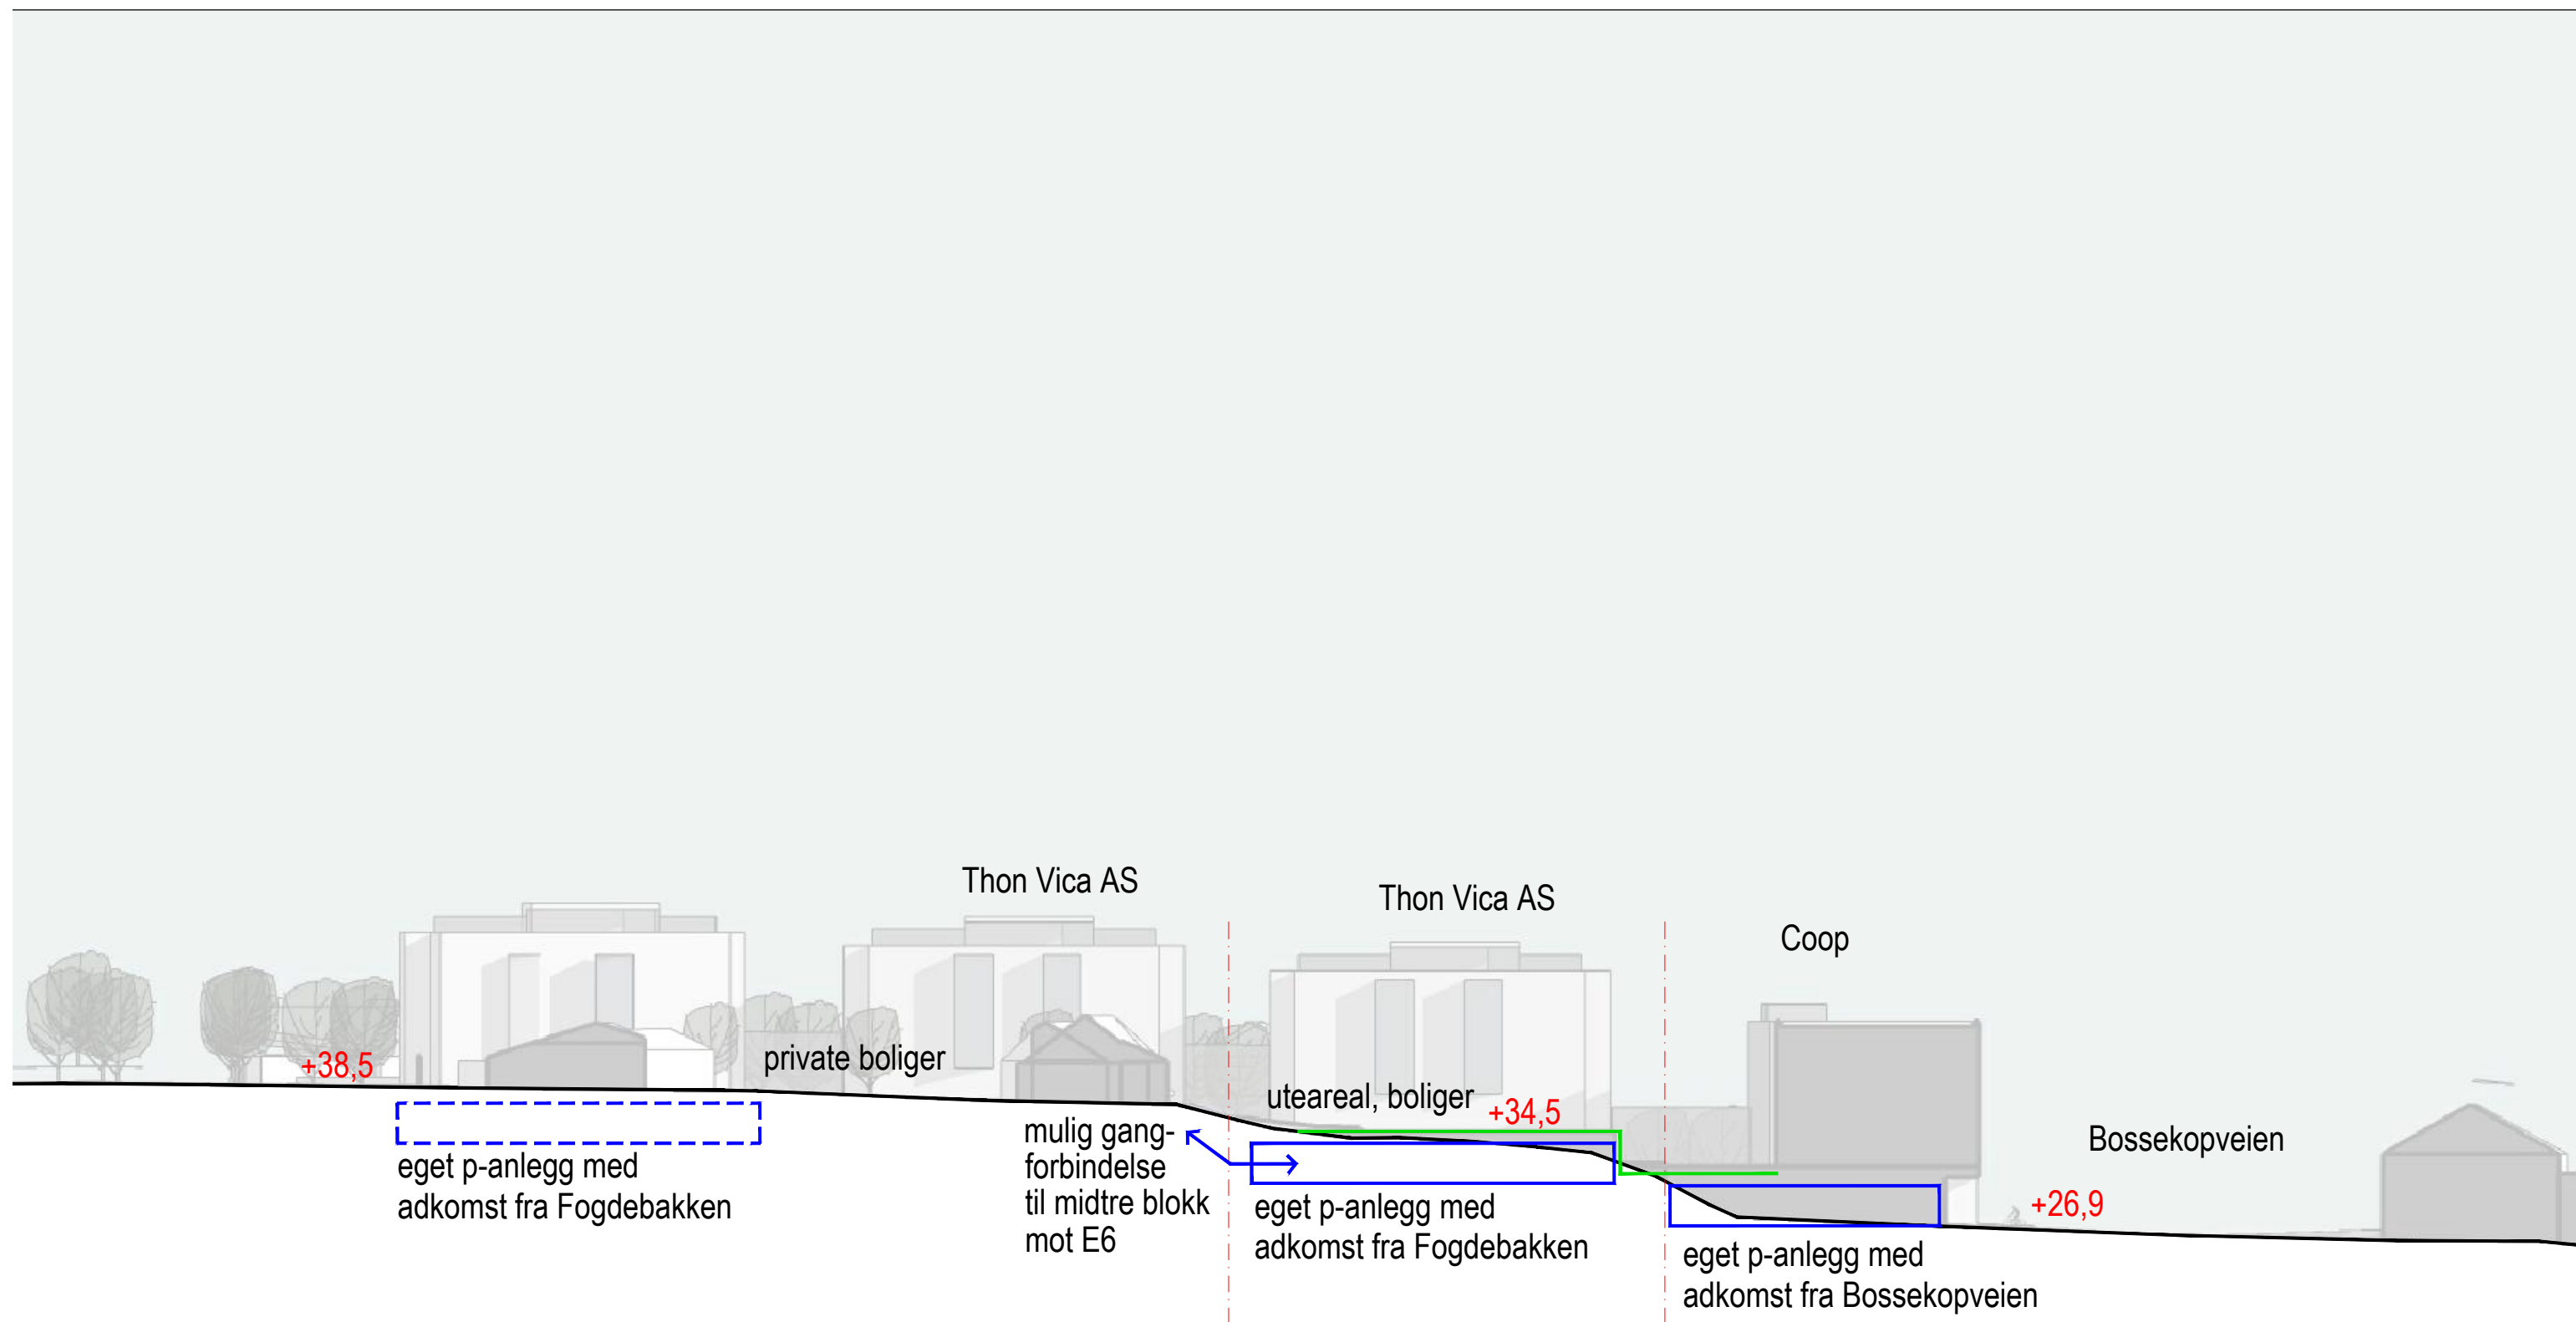 Thon Vica AS
Thon Vica AS
Coop
+38,5
private boliger
uteareal, boliger
+34,5
Bossekopveien
+26,9
eget p-anlegg med
adkomst fra Fogdebakken
mulig gang-
forbindelse
til midtre blokk
mot E6
eget p-anlegg med
adkomst fra Fogdebakken
eget p-anlegg med
adkomst fra Bossekopveien